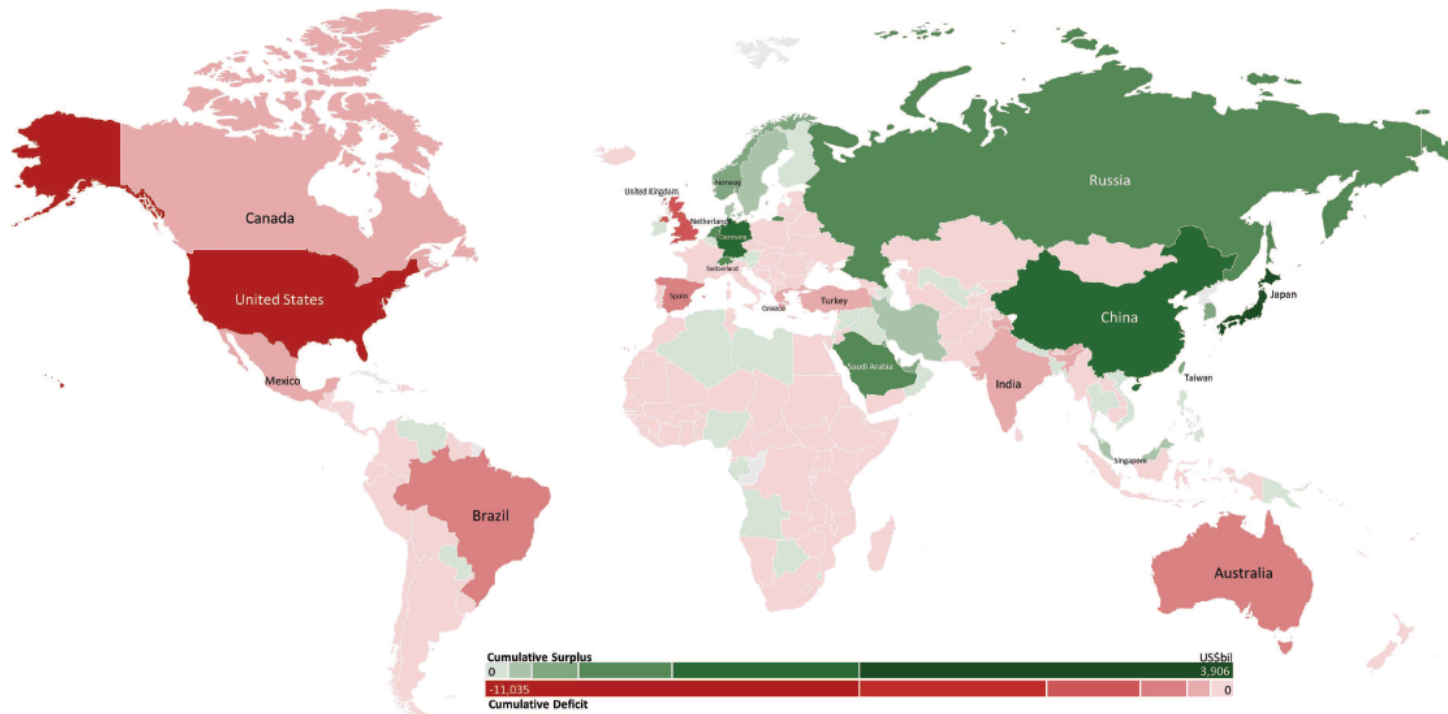 Canada
United States
Mexico
Brazil
United Kingdom
Norway
Netherlands
Germany
Switzerland
Spain
Greece
Turkey
Russia
Saudi Arabia
India
China
Japan
Taiwan
Singapore
Australia
Cumulative Surplus US$bil
0 3,906
-11,035 0
Cumulative Deficit